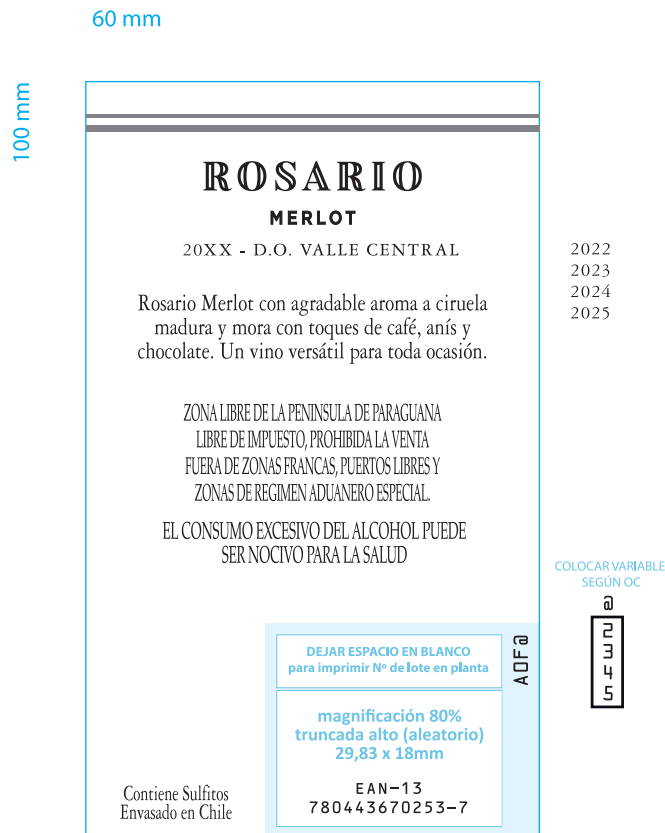 60 mm
100 mm
ROSARIO
MERLOT
20XX - D.O. VALLE CENTRAL
2022
2023
2024
2025
Rosario Merlot con agradable aroma a ciruela
madura y mora con toques de café, anís y
chocolate. Un vino versátil para toda ocasión.
ZONA LIBRE DE LA PENINSULA DE PARAGUANA
LIBRE DE IMPUESTO, PROHIBIDA LA VENTA
FUERA DE ZONAS FRANCAS, PUERTOS LIBRES Y
ZONAS DE REGIMEN ADUANERO ESPECIAL.
EL CONSUMO EXCESIVO DEL ALCOHOL PUEDE
SER NOCIVO PARA LA SALUD
COLOCAR VARIABLE
SEGÚN OC
@
2345
DEJAR ESPACIO EN BLANCO
para imprimir Nº de lote en planta
AOF@
magnificación 80%
truncada alto (aleatorio)
29,83 x 18mm
EAN-13
780443670253-7
Contiene Sulfitos
Envasado en Chile